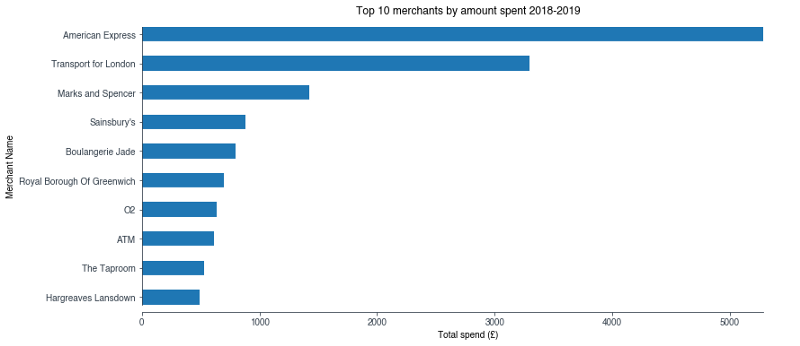 Top 10 merchants by amount spent 2018-2019
Merchant Name
American Express
Transport for London
Marks and Spencer
Sainsbury's
Boulangerie Jade
Royal Borough Of Greenwich
O2
ATM
The Taproom
Hargreaves Lansdown
0 1000 2000 3000 4000 5000
Total spend (£)